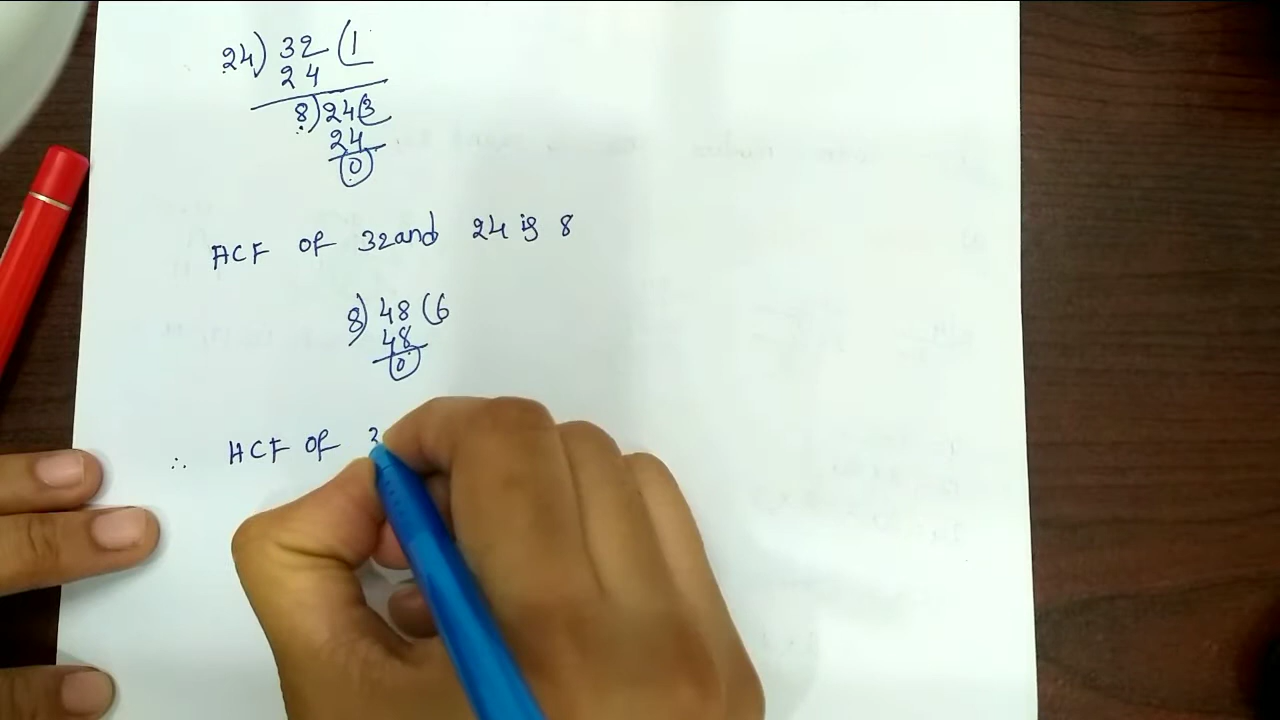 24) 32 (1
24
8) 24 (3
24
0
HCF OF 32 and 24 is 8
8) 48 (6
48
0
∴ HCF OF 3